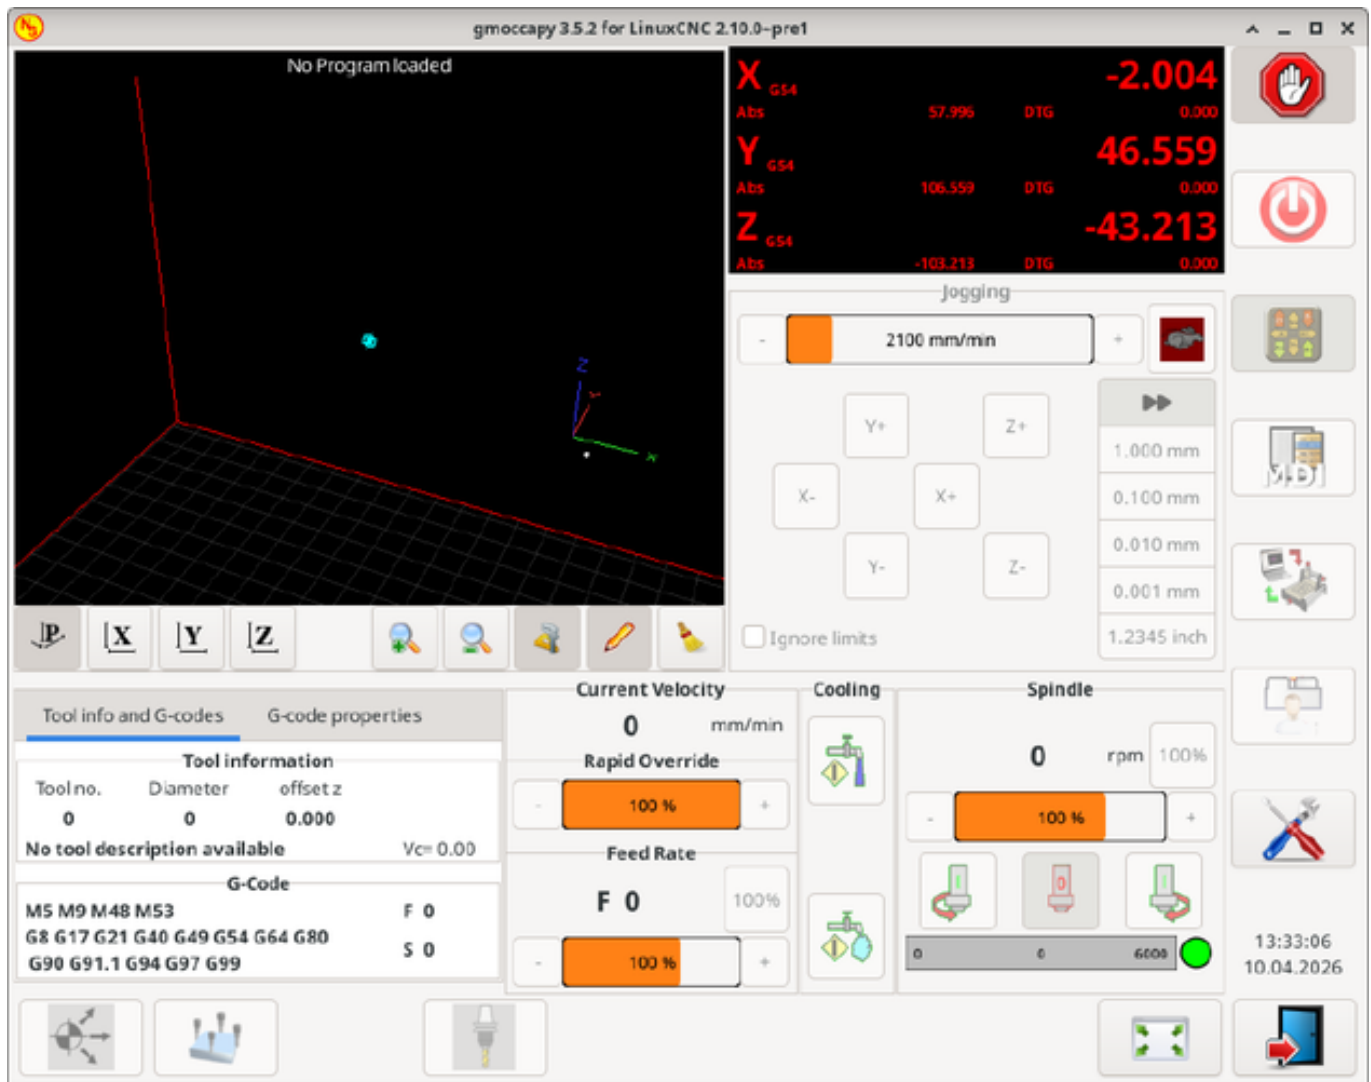 gmoccapy 3.5.2 for LinuxCNC 2.10.0~pre1
No Program loaded
X G54 -2.004
Abs 57.996 DTG 0.000
Y G54 46.559
Abs 106.559 DTG 0.000
Z G54 -43.213
Abs -103.213 DTG 0.000
Jogging
- 2100 mm/min +
Y+ Z+
1.000 mm
X- X+
0.100 mm
0.010 mm
Y- Z-
0.001 mm
Ignore limits
1.2345 inch
MDI
Z
Y
X
P X Y Z
Tool info and G-codes G-code properties
Tool information
Tool no. Diameter offset z
0 0 0.000
No tool description available Vc= 0.00
G-Code
M5 M9 M48 M53 F 0
G8 G17 G21 G40 G49 G54 G64 G80
S 0
G90 G91.1 G94 G97 G99
Current Velocity
0 mm/min
Rapid Override
- 100 % +
Feed Rate
F 0 100%
- 100 % +
Cooling
Spindle
0 rpm 100%
- 100 % +
I 0 I
0 0 6000
13:33:06
10.04.2026